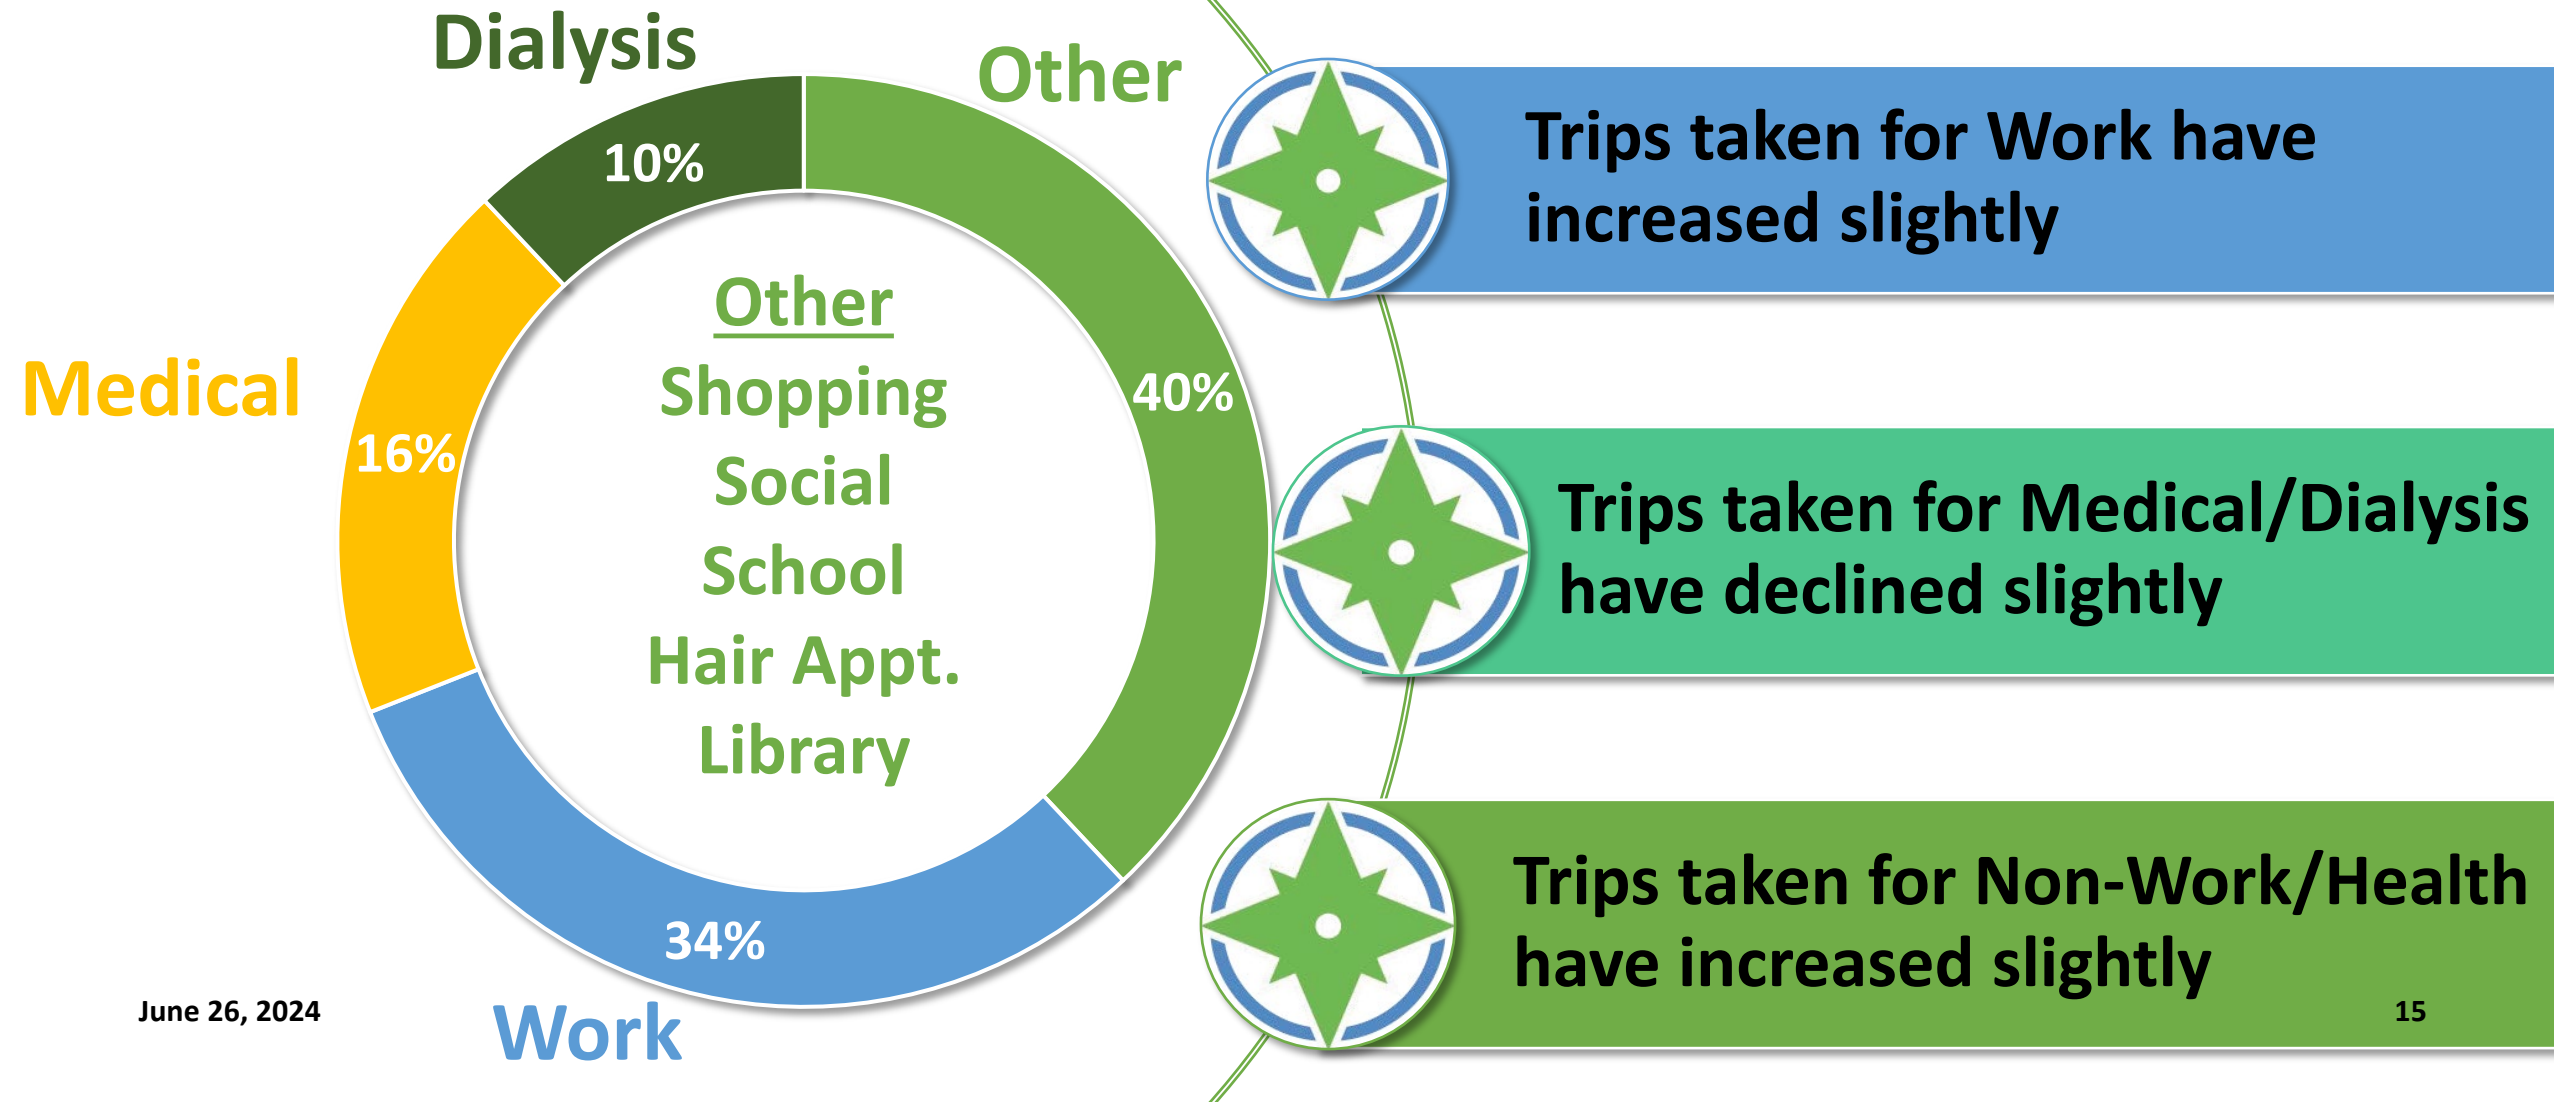 Dialysis
Other
10%
40%
Medical
16%
34%
Work
Other
Shopping
Social
School
Hair Appt.
Library
Trips taken for Work have
increased slightly
Trips taken for Medical/Dialysis
have declined slightly
Trips taken for Non-Work/Health
have increased slightly
June 26, 2024
15